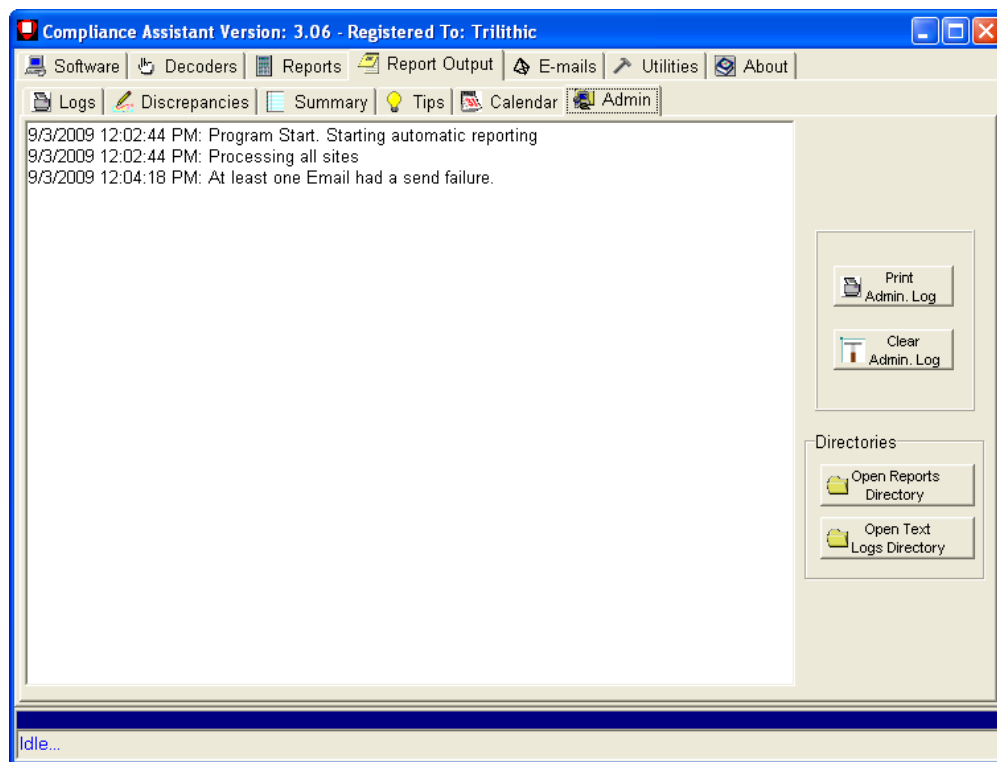 Compliance Assistant Version: 3.06 - Registered To: Trilithic
Software Decoders Reports Report Output E-mails Utilities About
Logs Discrepancies Summary Tips Calendar Admin
9/3/2009 12:02:44 PM: Program Start. Starting automatic reporting
9/3/2009 12:02:44 PM: Processing all sites
9/3/2009 12:04:18 PM: At least one Email had a send failure.
Print
Admin. Log
Clear
Admin. Log
Directories
Open Reports
Directory
Open Text
Logs Directory
Idle...